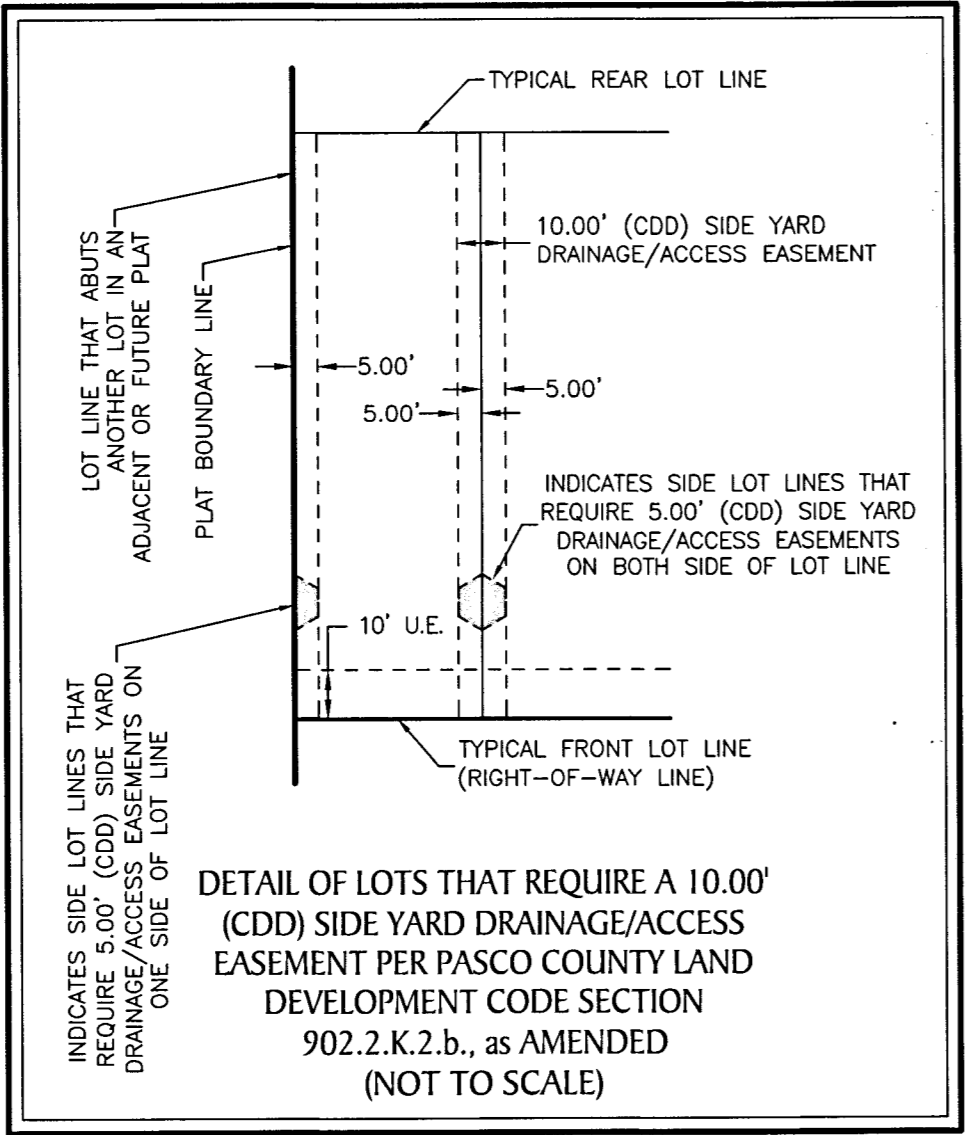 TYPICAL REAR LOT LINE
LOT LINE THAT ABUTS
ANOTHER LOT IN AN
ADJACENT OR FUTURE PLAT
PLAT BOUNDARY LINE
10.00' (CDD) SIDE YARD
DRAINAGE/ACCESS EASEMENT
5.00'
5.00'
5.00'
INDICATES SIDE LOT LINES THAT
REQUIRE 5.00' (CDD) SIDE YARD
DRAINAGE/ACCESS EASEMENTS
ON BOTH SIDE OF LOT LINE
10' U.E.
INDICATES SIDE LOT LINES THAT
REQUIRE 5.00' (CDD) SIDE YARD
DRAINAGE/ACCESS EASEMENTS ON
ONE SIDE OF LOT LINE
TYPICAL FRONT LOT LINE
(RIGHT-OF-WAY LINE)
DETAIL OF LOTS THAT REQUIRE A 10.00'
(CDD) SIDE YARD DRAINAGE/ACCESS
EASEMENT PER PASCO COUNTY LAND
DEVELOPMENT CODE SECTION
902.2.K.2.b., as AMENDED
(NOT TO SCALE)